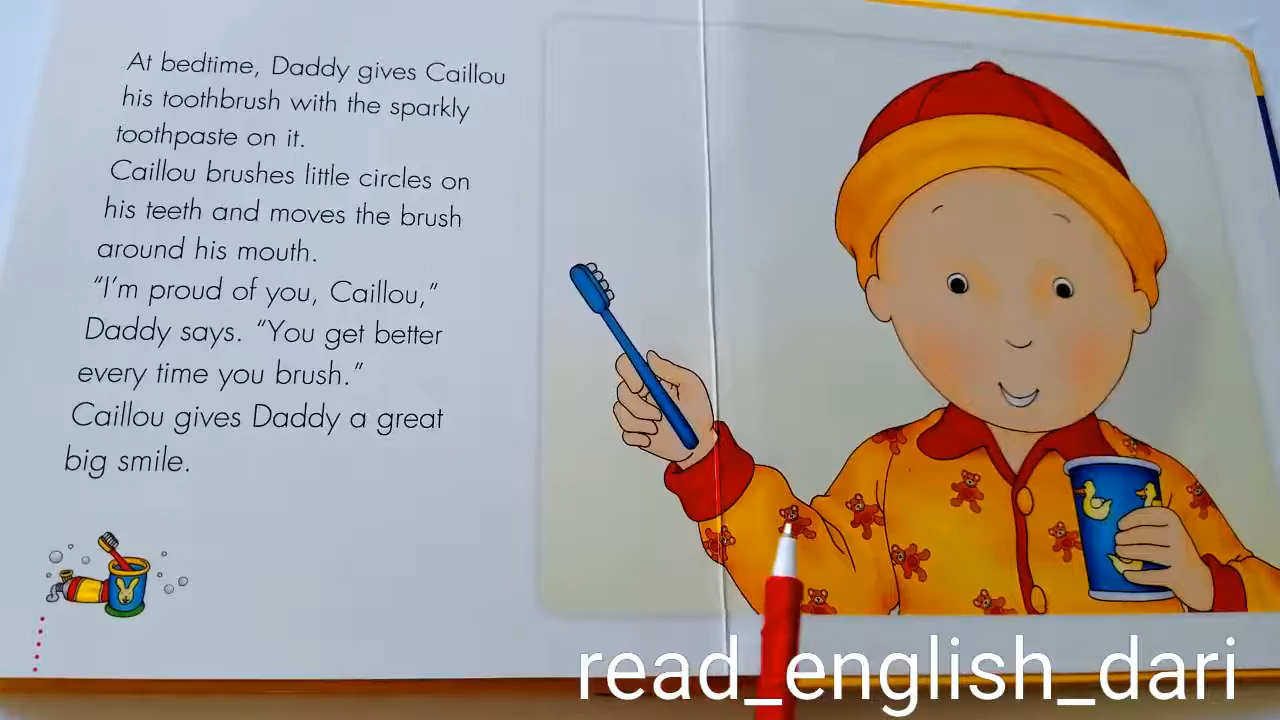 At bedtime, Daddy gives Caillou
his toothbrush with the sparkly
toothpaste on it.
Caillou brushes little circles on
his teeth and moves the brush
around his mouth.
“I’m proud of you, Caillou,”
Daddy says. “You get better
every time you brush.”
Caillou gives Daddy a great
big smile.
read_english_dari